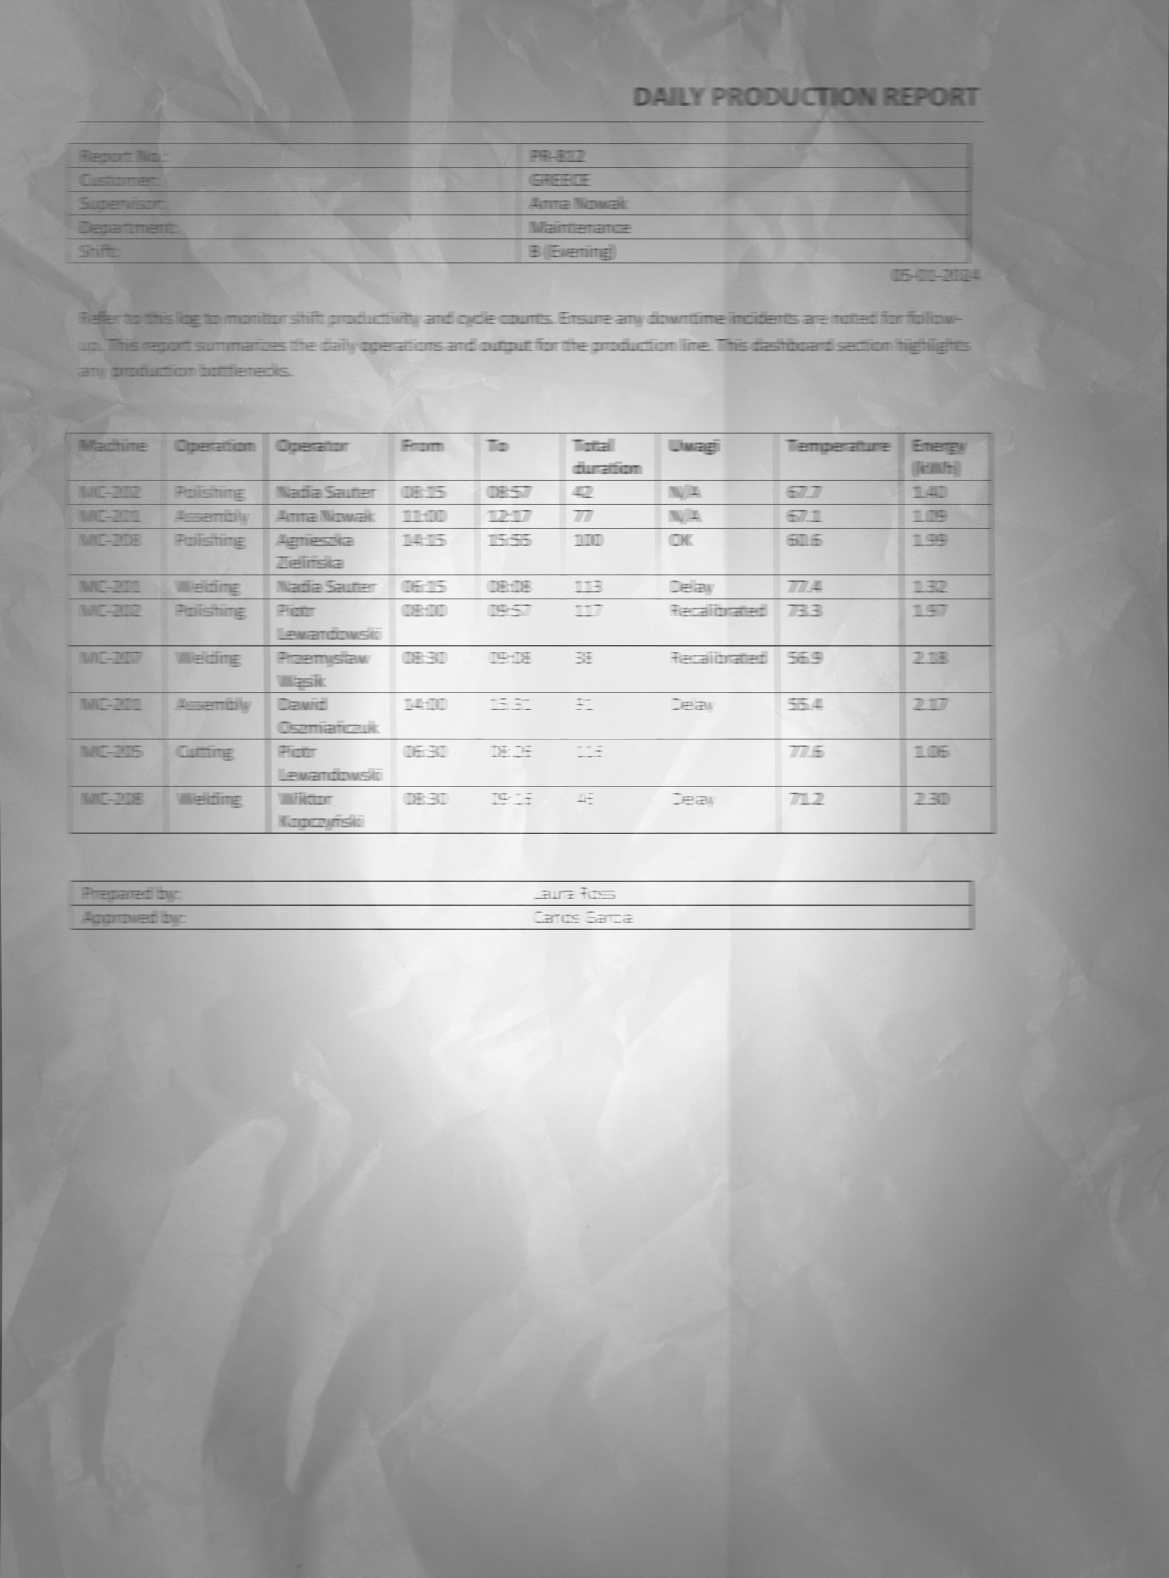 DAILY PRODUCTION REPORT
Report No.: PR-812
Customer: GREECE
Supervisor: Anna Nowak
Department: Maintenance
Shift: B (Evening)
05-01-2024
Refer to this log to monitor shift productivity and cycle counts. Ensure any downtime incidents are noted for follow-
up. This report summarizes the daily operations and output for the production line. This dashboard section highlights
any production bottlenecks.
Machine Operation Operator From To Total Uwagi Temperature Energy
duration (kWh)
MC-202 Polishing Nadia Sauter 08:15 08:57 42 N/A 67.7 1.40
MC-201 Assembly Anna Nowak 11:00 12:17 77 N/A 67.1 1.09
MC-208 Polishing Agnieszka 14:15 15:55 100 OK 60.6 1.99
Zielińska
MC-201 Welding Nadia Sauter 06:15 08:08 113 Delay 77.4 1.32
MC-202 Polishing Piotr 08:00 09:57 117 Recalibrated 73.3 1.97
Lewandowski
MC-207 Welding Przemysław 08:30 09:08 38 Recalibrated 56.9 2.18
Wąsik
MC-201 Assembly Dawid 14:00 Delay 55.4 2.17
Oszmiańczuk
MC-205 Cutting Piotr 06:30 77.6 1.06
Lewandowski
MC-208 Welding Wiktor 08:30 Delay 71.2 2.30
Kopczyński
Prepared by: Laura Rossi
Approved by: Carlos Garcia